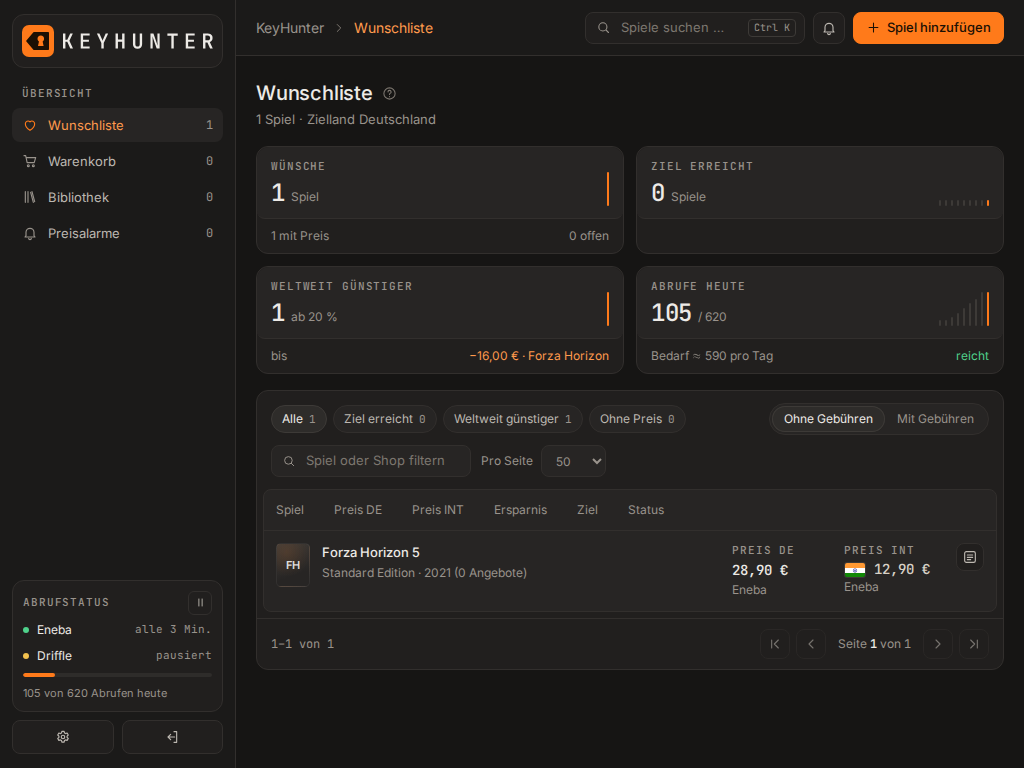 KEYHUNTER
ÜBERSICHT
Wunschliste 1
Warenkorb 0
Bibliothek 0
Preisalarme 0
ABRUFSTATUS
Eneba alle 3 Min.
Driffle pausiert
105 von 620 Abrufen heute
KeyHunter Wunschliste
Spiele suchen ... Ctrl K
Spiel hinzufügen
Wunschliste
1 Spiel · Zielland Deutschland
WÜNSCHE
1 Spiel
1 mit Preis 0 offen
ZIEL ERREICHT
0 Spiele
WELTWEIT GÜNSTIGER
1 ab 20 %
bis −16,00 € · Forza Horizon
ABRUFE HEUTE
105 / 620
Bedarf ≈ 590 pro Tag reicht
Alle 1 Ziel erreicht 0 Weltweit günstiger 1 Ohne Preis 0
Ohne Gebühren Mit Gebühren
Spiel oder Shop filtern Pro Seite 50
Spiel Preis DE Preis INT Ersparnis Ziel Status
FH
Forza Horizon 5
Standard Edition · 2021 (0 Angebote)
PREIS DE
28,90 €
Eneba
PREIS INT
12,90 €
Eneba
1–1 von 1
Seite 1 von 1